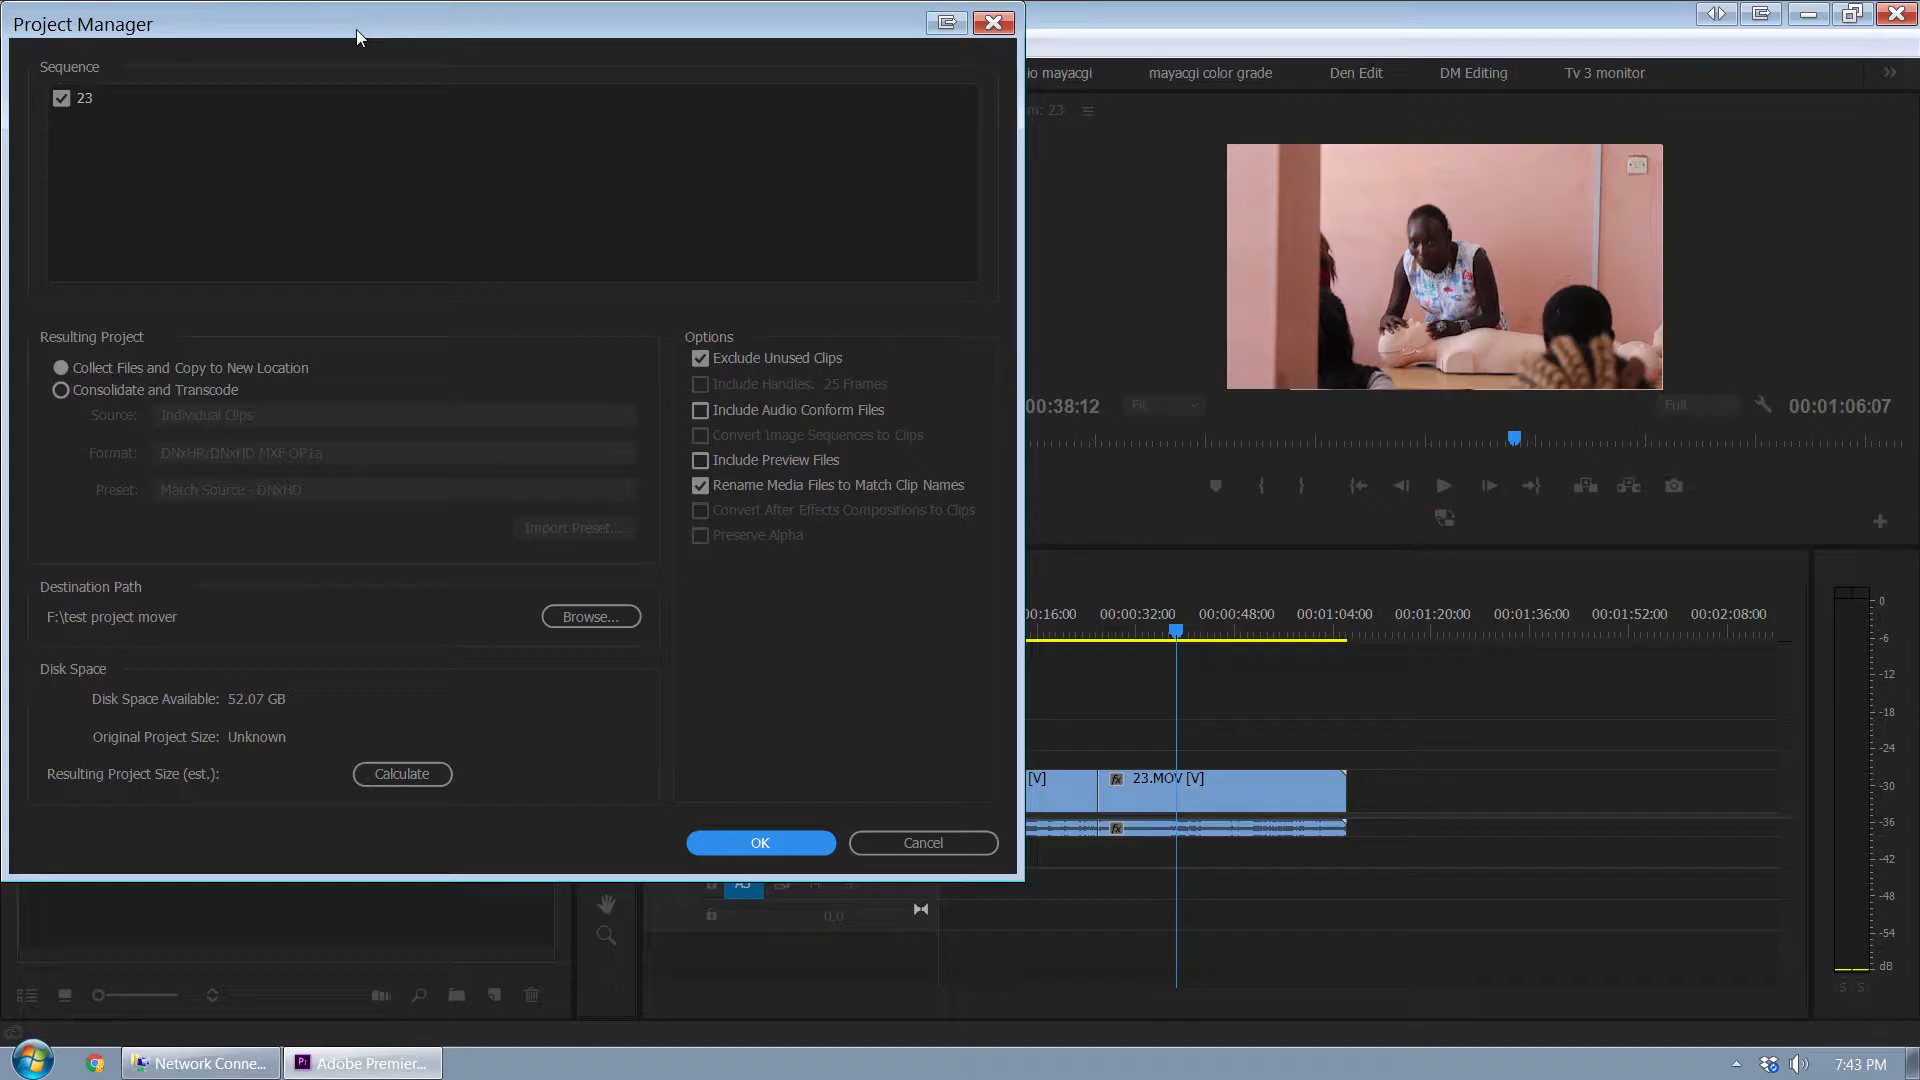 Project Manager
Sequence
23
Resulting Project
Collect Files and Copy to New Location
Consolidate and Transcode
Source: Individual Clips
Format: DNxHR/DNxHD MXF OP1a
Preset: Match Source - DNxHD
Import Preset...
Options
Exclude Unused Clips
Include Handles: 25 Frames
Include Audio Conform Files
Convert Image Sequences to Clips
Include Preview Files
Rename Media Files to Match Clip Names
Convert After Effects Compositions to Clips
Preserve Alpha
Destination Path
F:\test project mover
Browse...
Disk Space
Disk Space Available: 52.07 GB
Original Project Size: Unknown
Resulting Project Size (est.):
Calculate
OK
Cancel
io mayacgi
mayacgi color grade
Den Edit
DM Editing
Tv 3 monitor
m: 23
00:38:12
Fit
Full
00:01:06:07
00:16:00
00:00:32:00
00:00:48:00
00:01:04:00
00:01:20:00
00:01:36:00
00:01:52:00
00:02:08:00
[V]
fx 23.MOV [V]
fx
A3
M
S
0.0
0
-6
-12
-18
-24
-30
-36
-42
-48
-54
dB
S S
Network Conne...
Pr Adobe Premier...
7:43 PM